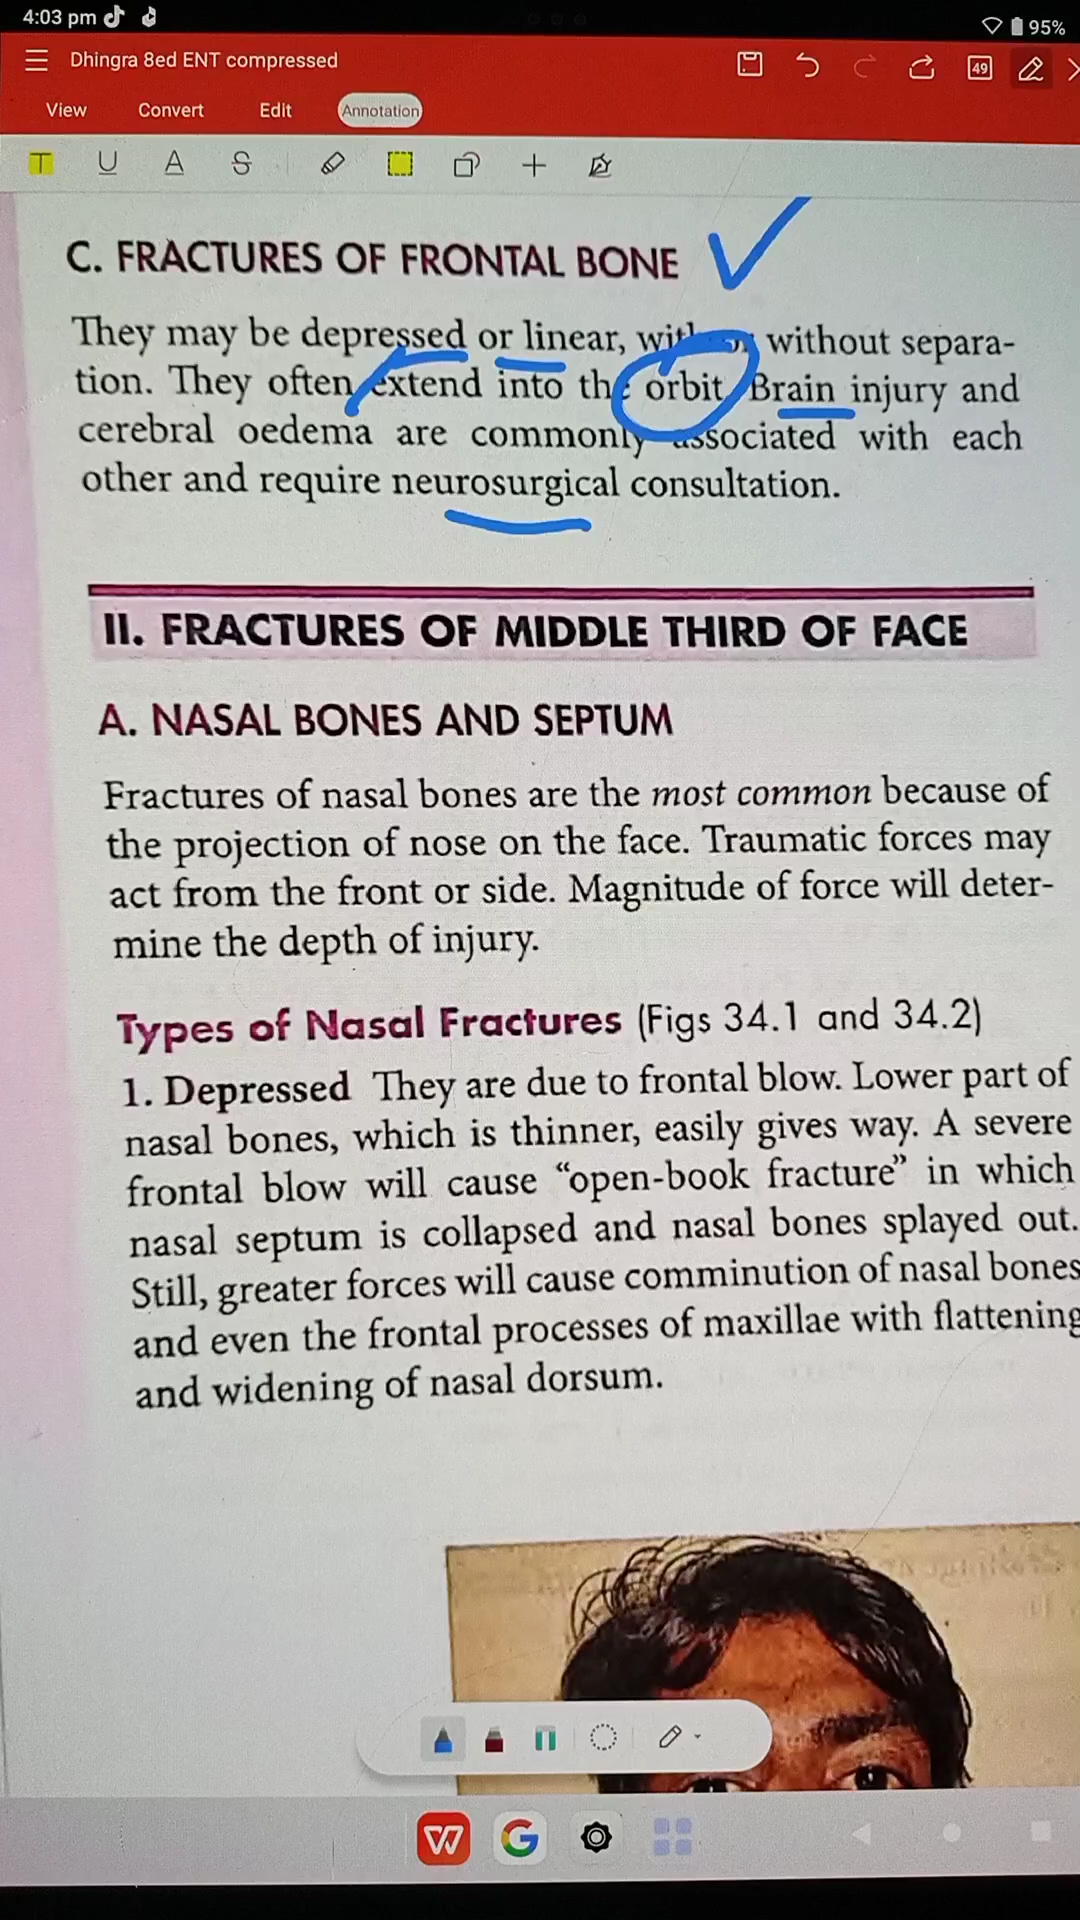 4:03 pm
95%
Dhingra 8ed ENT compressed
49
View Convert Edit Annotation
T U A S
C. FRACTURES OF FRONTAL BONE
They may be depressed or linear, with or without separa-
tion. They often extend into the orbit. Brain injury and
cerebral oedema are commonly associated with each
other and require neurosurgical consultation.
II. FRACTURES OF MIDDLE THIRD OF FACE
A. NASAL BONES AND SEPTUM
Fractures of nasal bones are the most common because of
the projection of nose on the face. Traumatic forces may
act from the front or side. Magnitude of force will deter-
mine the depth of injury.
Types of Nasal Fractures (Figs 34.1 and 34.2)
1. Depressed They are due to frontal blow. Lower part of
nasal bones, which is thinner, easily gives way. A severe
frontal blow will cause “open-book fracture” in which
nasal septum is collapsed and nasal bones splayed out.
Still, greater forces will cause comminution of nasal bones
and even the frontal processes of maxillae with flattening
and widening of nasal dorsum.